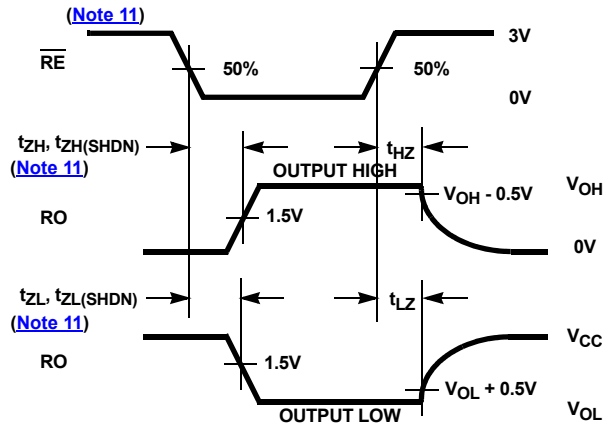 (Note 11)
RE
50%
50%
3V
0V
tZH, tZH(SHDN)
(Note 11)
tHZ
OUTPUT HIGH
VOH - 0.5V
VOH
RO
1.5V
0V
tZL, tZL(SHDN)
(Note 11)
tLZ
RO
1.5V
VCC
VOL + 0.5V
OUTPUT LOW
VOL